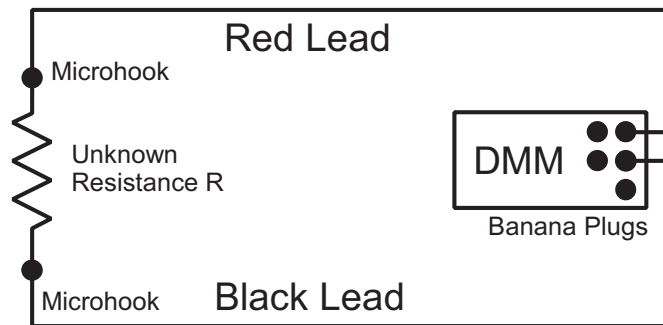 Red Lead
Microhook
Unknown
Resistance R
DMM
Banana Plugs
Microhook
Black Lead